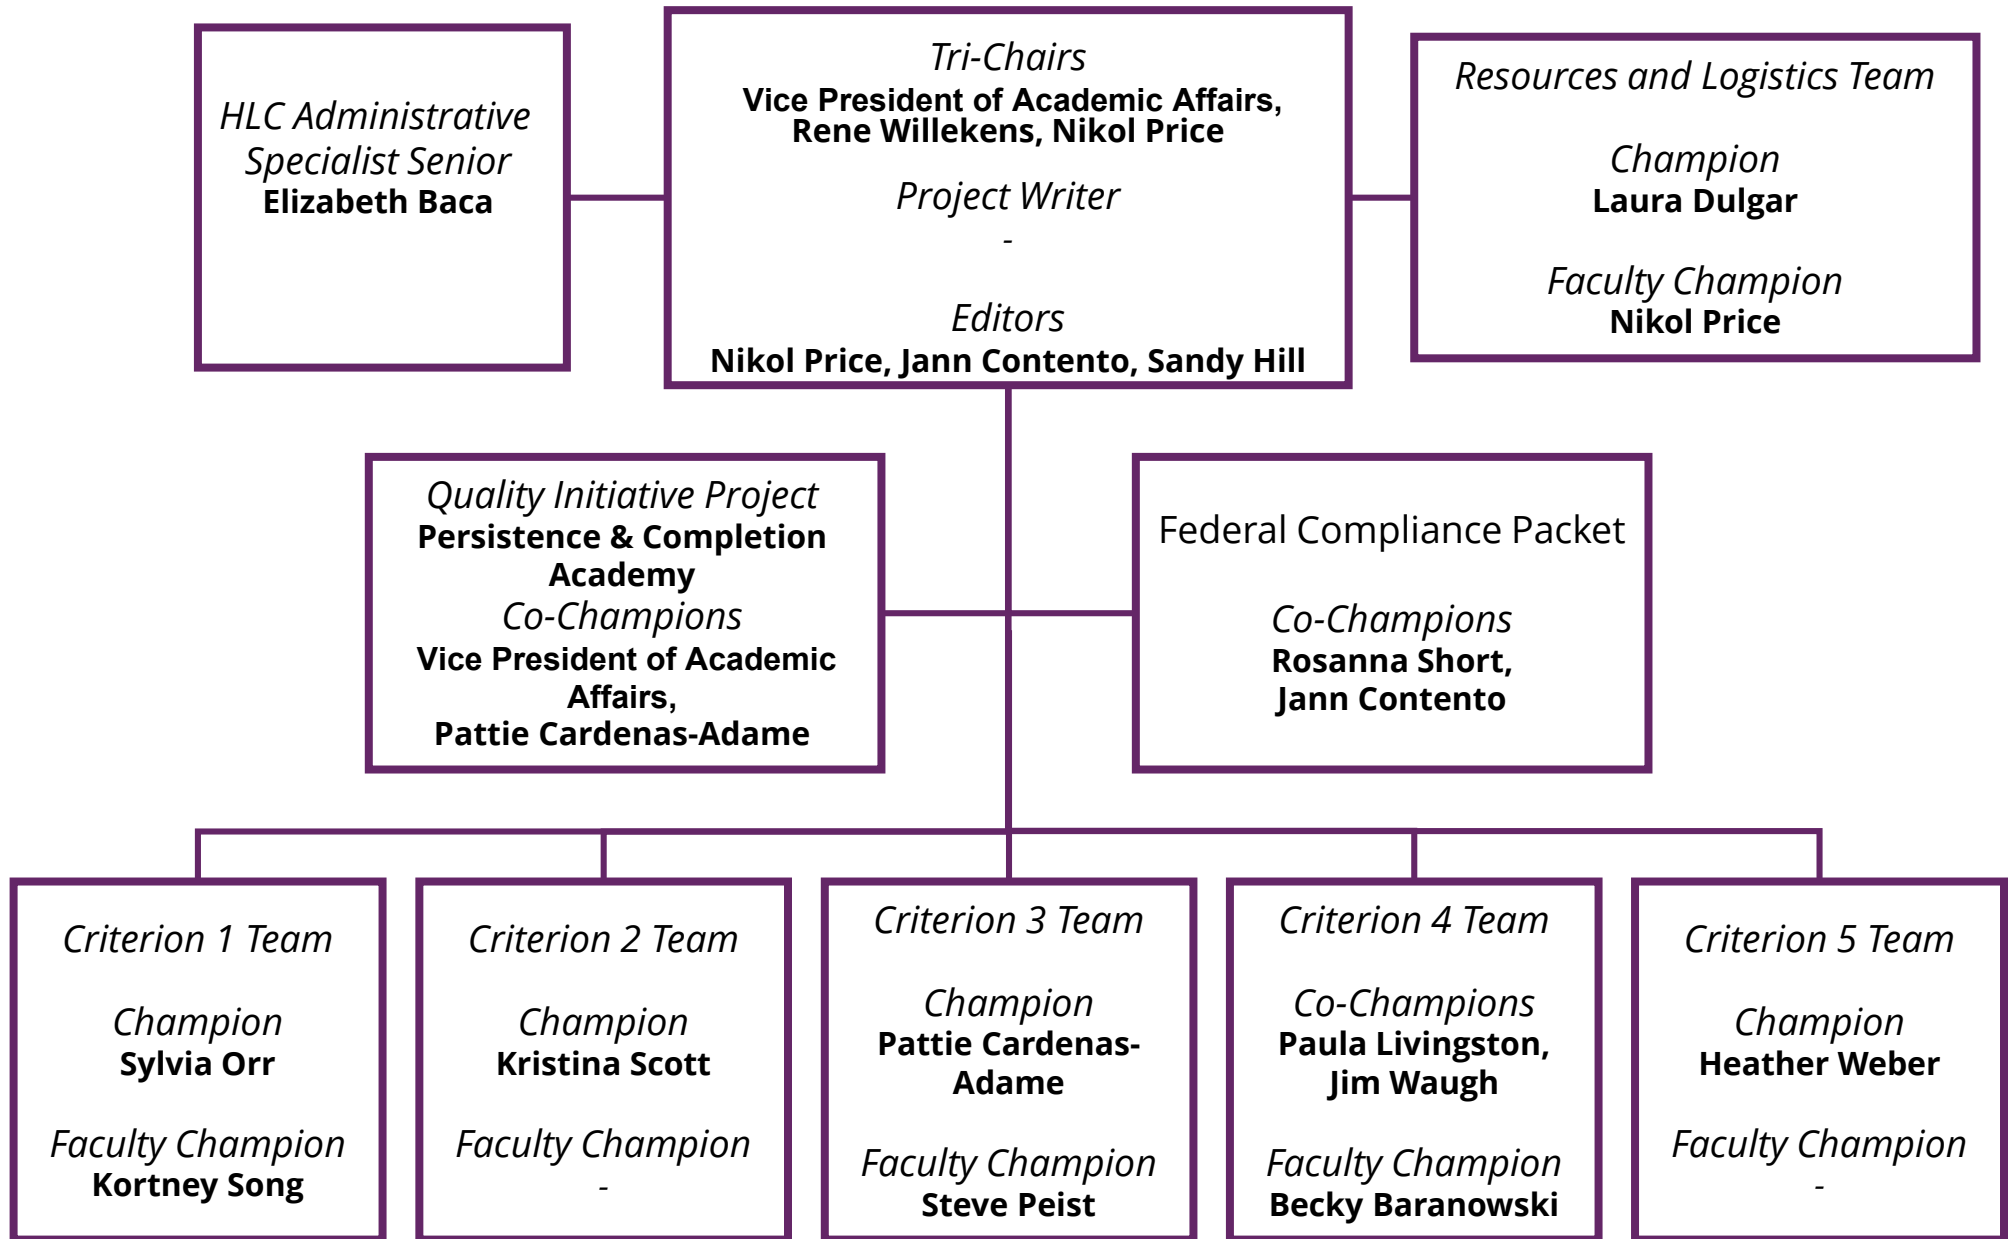 HLC Administrative
Specialist Senior
Elizabeth Baca
Tri-Chairs
Vice President of Academic Affairs,
Rene Willekens, Nikol Price
Project Writer
-
Editors
Nikol Price, Jann Contento, Sandy Hill
Resources and Logistics Team
Champion
Laura Dulgar
Faculty Champion
Nikol Price
Quality Initiative Project
Persistence & Completion
Academy
Co-Champions
Vice President of Academic
Affairs,
Pattie Cardenas-Adame
Federal Compliance Packet
Co-Champions
Rosanna Short,
Jann Contento
Criterion 1 Team
Champion
Sylvia Orr
Faculty Champion
Kortney Song
Criterion 2 Team
Champion
Kristina Scott
Faculty Champion
-
Criterion 3 Team
Champion
Pattie Cardenas-
Adame
Faculty Champion
Steve Peist
Criterion 4 Team
Co-Champions
Paula Livingston,
Jim Waugh
Faculty Champion
Becky Baranowski
Criterion 5 Team
Champion
Heather Weber
Faculty Champion
-